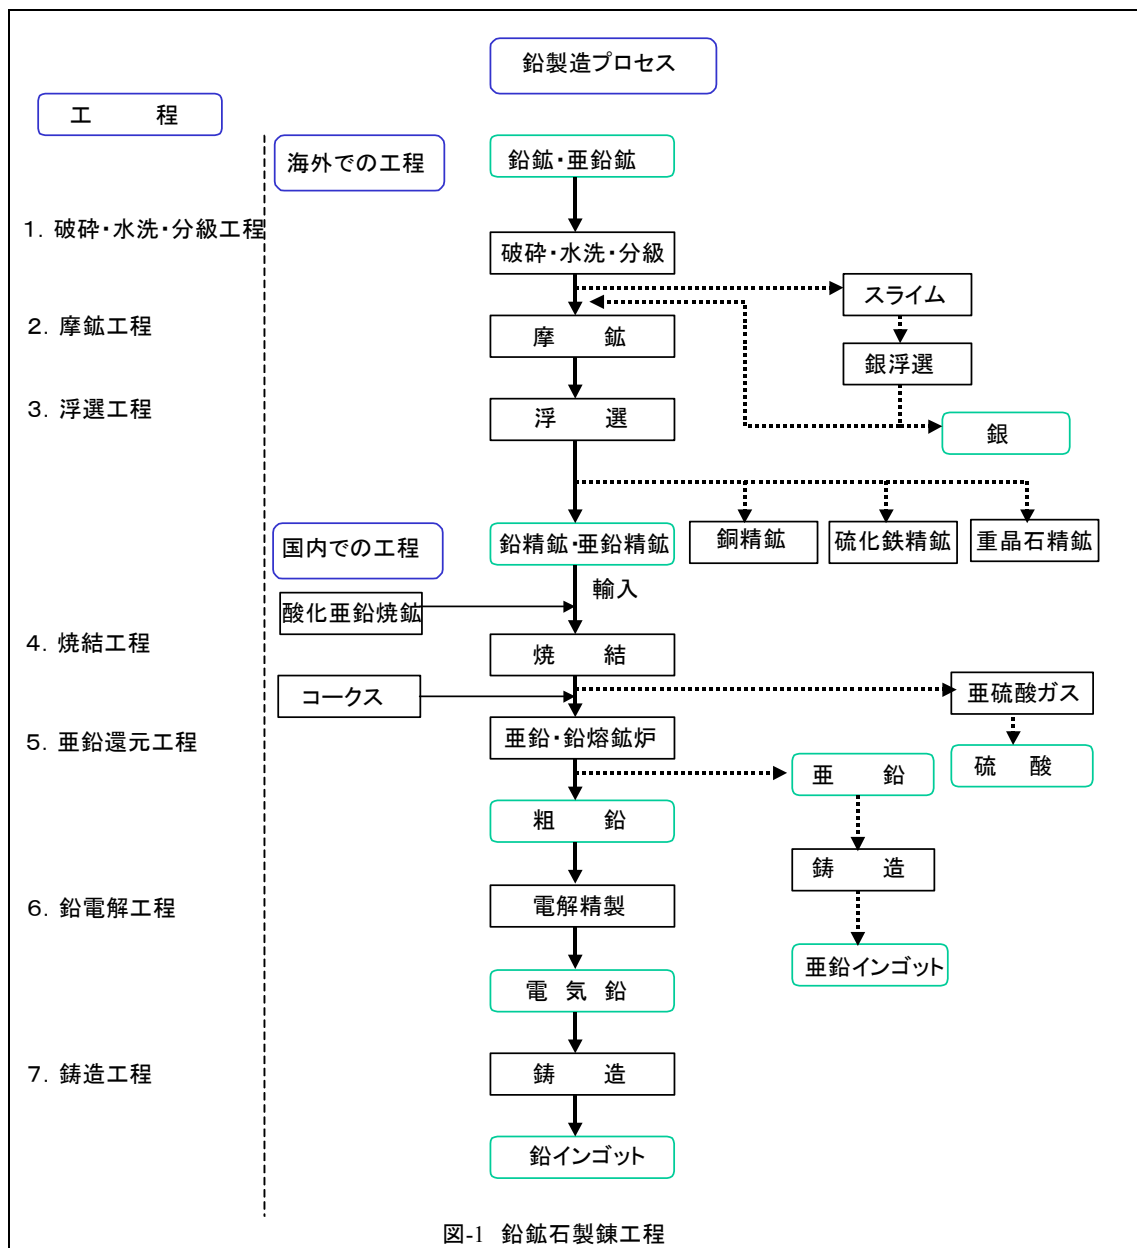 鉛製造プロセス
工　程
海外での工程
鉛鉱・亜鉛鉱
1. 破砕・水洗・分級工程
破砕・水洗・分級
スライム
2. 摩鉱工程
摩　鉱
銀浮選
3. 浮選工程
浮　選
銀
国内での工程
鉛精鉱・亜鉛精鉱
銅精鉱
硫化鉄精鉱
重晶石精鉱
輸入
酸化亜鉛焼鉱
4. 焼結工程
焼　結
コークス
亜硫酸ガス
5. 亜鉛還元工程
亜鉛・鉛熔鉱炉
亜　鉛
硫　酸
粗　鉛
鋳　造
6. 鉛電解工程
電解精製
亜鉛インゴット
電 気 鉛
7. 鋳造工程
鋳　造
鉛インゴット
図-1 鉛鉱石製錬工程